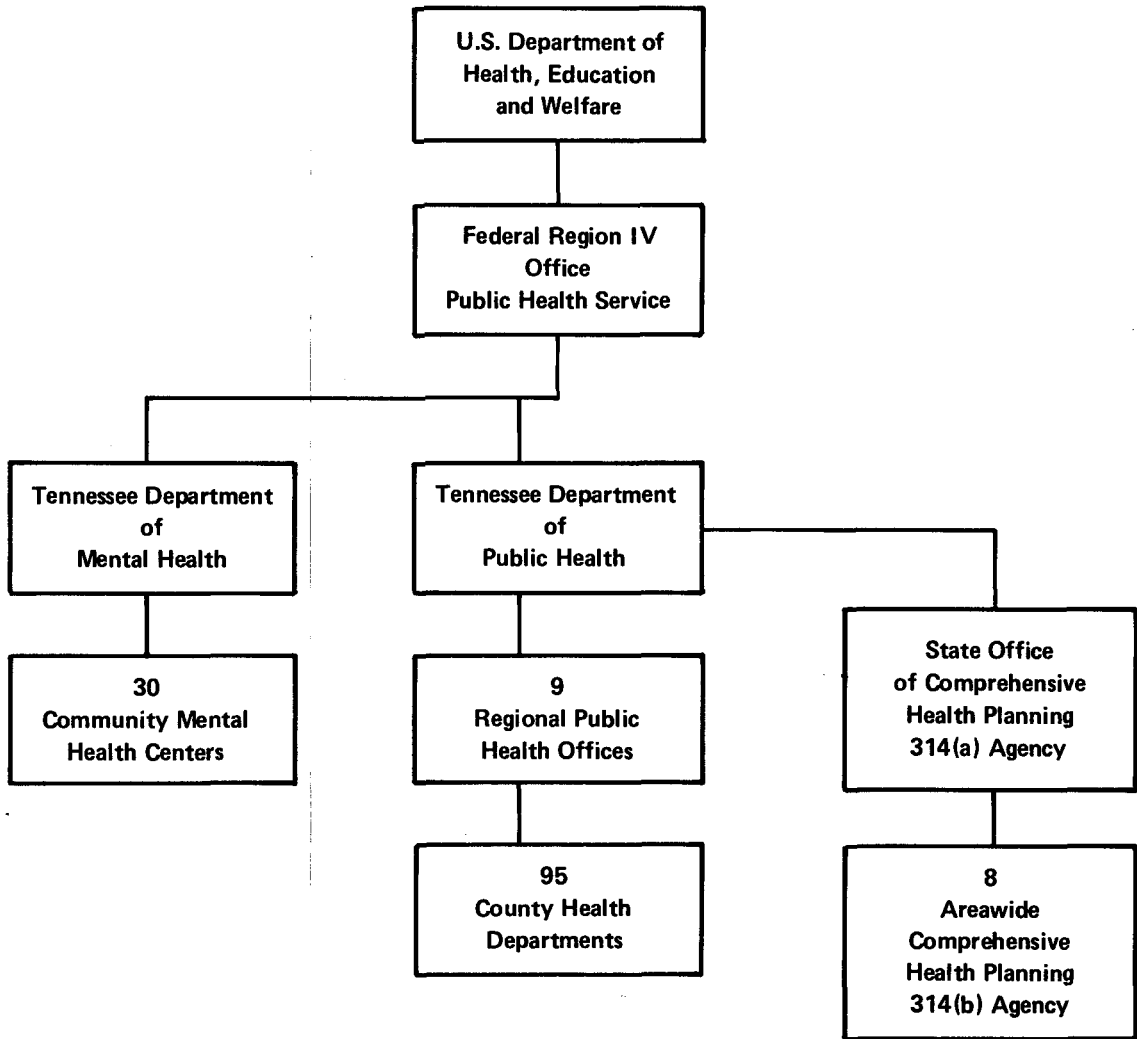 U.S. Department of
Health, Education
and Welfare
Federal Region IV
Office
Public Health Service
Tennessee Department
of
Mental Health
Tennessee Department
of
Public Health
30
Community Mental
Health Centers
9
Regional Public
Health Offices
State Office
of Comprehensive
Health Planning
314(a) Agency
95
County Health
Departments
8
Areawide
Comprehensive
Health Planning
314(b) Agency